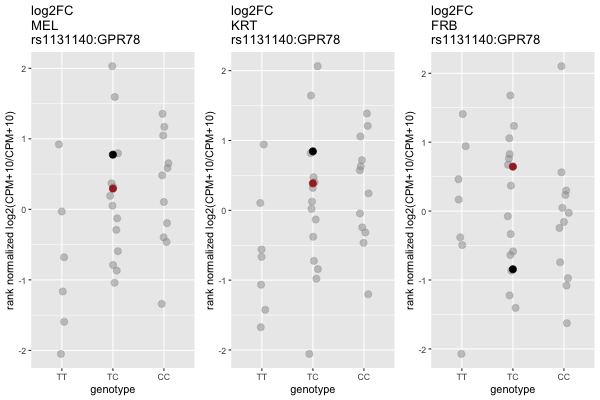 log2FC
MEL
rs1131140:GPR78
rank normalized log2(CPM+10/CPM+10)
2
1
0
-1
-2
TT
TC
CC
genotype
log2FC
KRT
rs1131140:GPR78
rank normalized log2(CPM+10/CPM+10)
2
1
0
-1
-2
TT
TC
CC
genotype
log2FC
FRB
rs1131140:GPR78
rank normalized log2(CPM+10/CPM+10)
2
1
0
-1
-2
TT
TC
CC
genotype